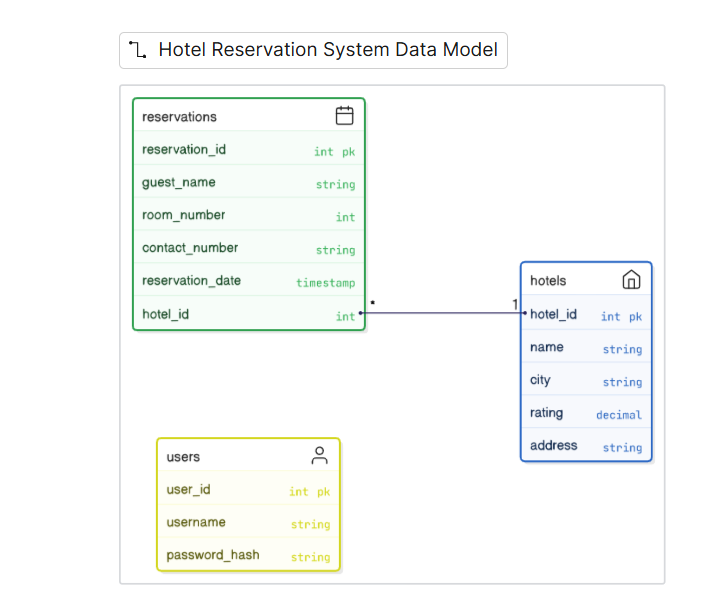 Hotel Reservation System Data Model
reservations
reservation_id int pk
guest_name string
room_number int
contact_number string
reservation_date timestamp
hotel_id int
* 1
hotels
hotel_id int pk
name string
city string
rating decimal
address string
users
user_id int pk
username string
password_hash string